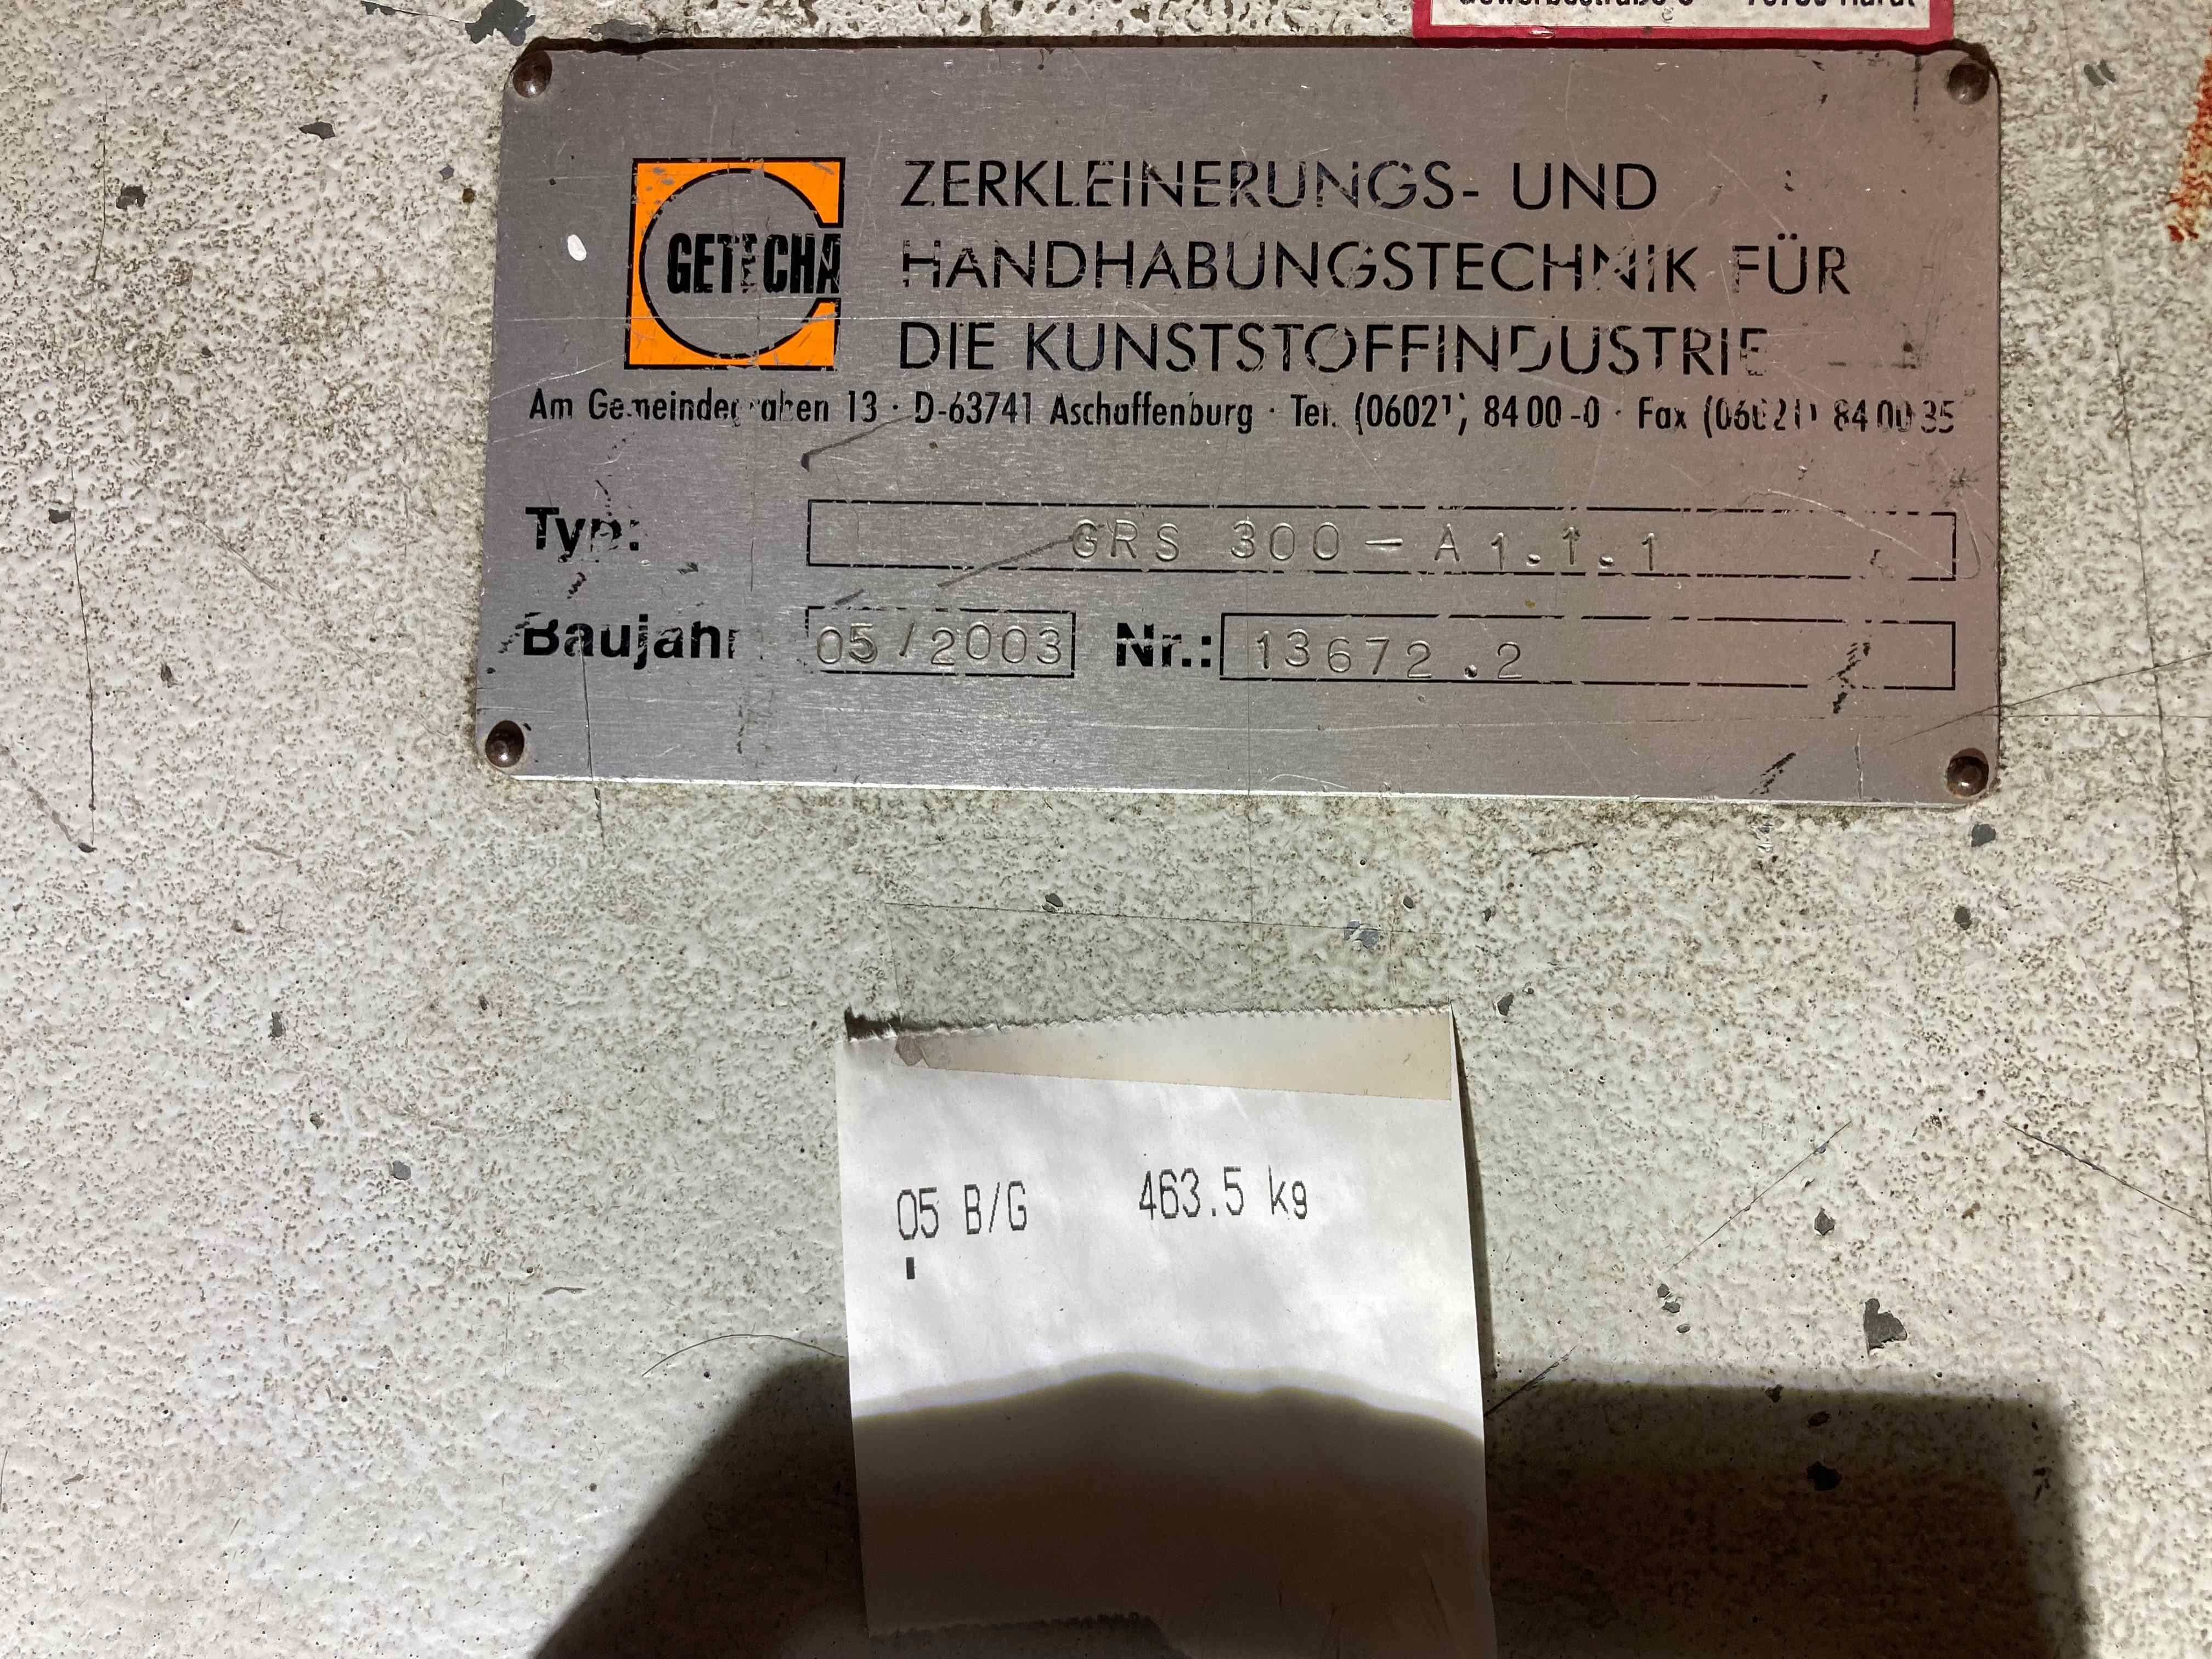 GETECHA
ZERKLEINERUNGS- UND
HANDHABUNGSTECHNIK FÜR
DIE KUNSTSTOFFINDUSTRIE
Am Gemeindegraben 13 · D-63741 Aschaffenburg · Tel. (06021) 84 00-0 · Fax (06021) 84 00 35
Typ: GRS 300 - A 1.1.1
Baujahr 05/2003 Nr.: 13672.2
05 B/G 463.5 kg